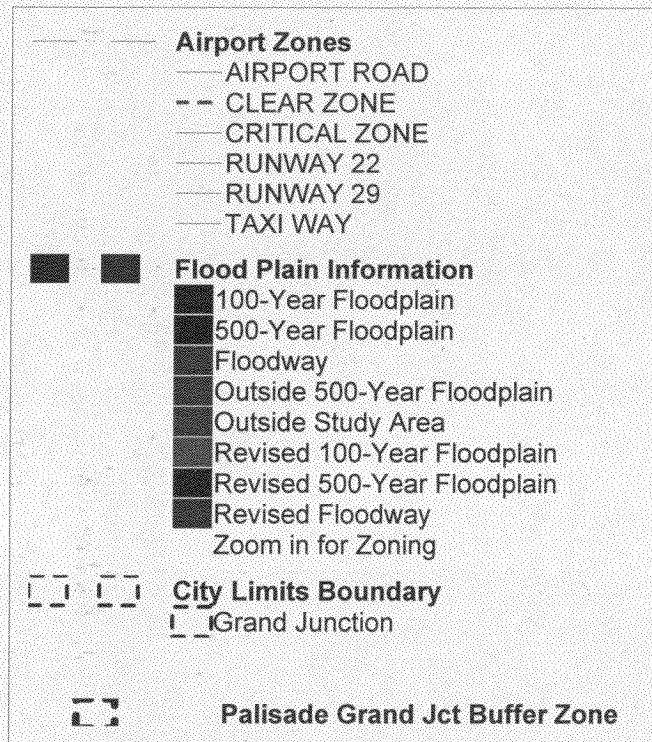 Airport Zones
AIRPORT ROAD
CLEAR ZONE
CRITICAL ZONE
RUNWAY 22
RUNWAY 29
TAXI WAY
Flood Plain Information
100-Year Floodplain
500-Year Floodplain
Floodway
Outside 500-Year Floodplain
Outside Study Area
Revised 100-Year Floodplain
Revised 500-Year Floodplain
Revised Floodway
Zoom in for Zoning
City Limits Boundary
Grand Junction
Palisade Grand Jct Buffer Zone